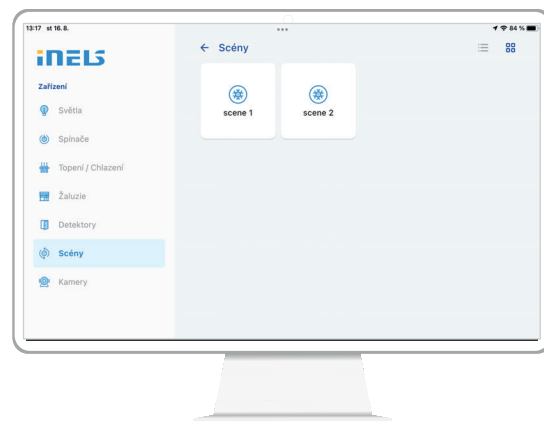 13:17 st 16. 8.
84 %
iNELS
← Scény
Zařízení
Světla
Spínače
Topení / Chlazení
Žaluzie
Detektory
Scény
Kamery
scene 1
scene 2